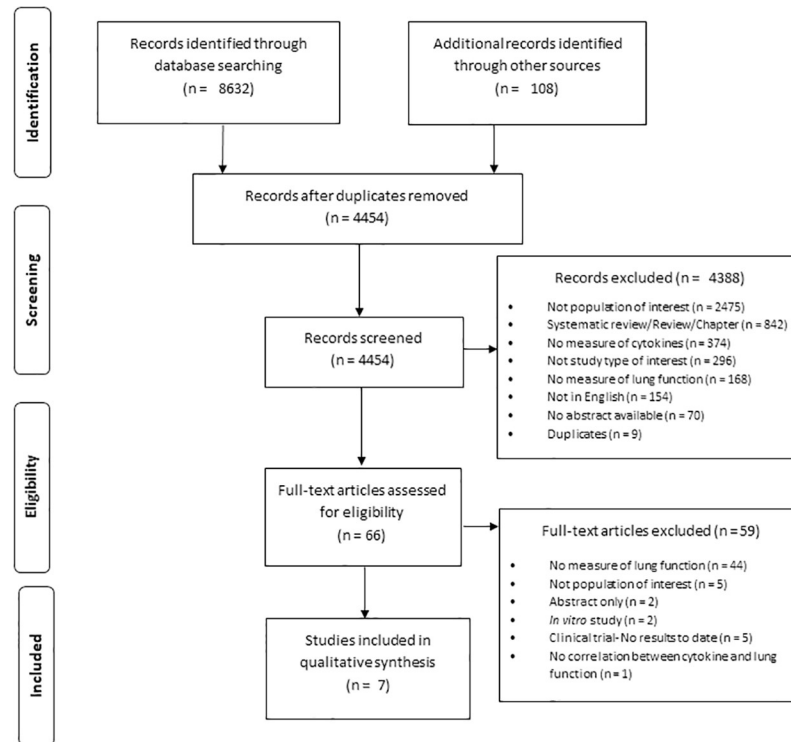 Identification
Records identified through
database searching
(n = 8632)
Additional records identified
through other sources
(n = 108)
Records after duplicates removed
(n = 4454)
Screening
Records excluded (n = 4388)
• Not population of interest (n = 2475)
• Systematic review/Review/Chapter (n = 842)
• No measure of cytokines (n = 374)
• Not study type of interest (n = 296)
• No measure of lung function (n = 168)
• Not in English (n = 154)
• No abstract available (n = 70)
• Duplicates (n = 9)
Records screened
(n = 4454)
Eligibility
Full-text articles assessed
for eligibility
(n = 66)
Full-text articles excluded (n = 59)
• No measure of lung function (n = 44)
• Not population of interest (n = 5)
• Abstract only (n = 2)
• In vitro study (n = 2)
• Clinical trial-No results to date (n = 5)
• No correlation between cytokine and lung
function (n = 1)
Included
Studies included in
qualitative synthesis
(n = 7)